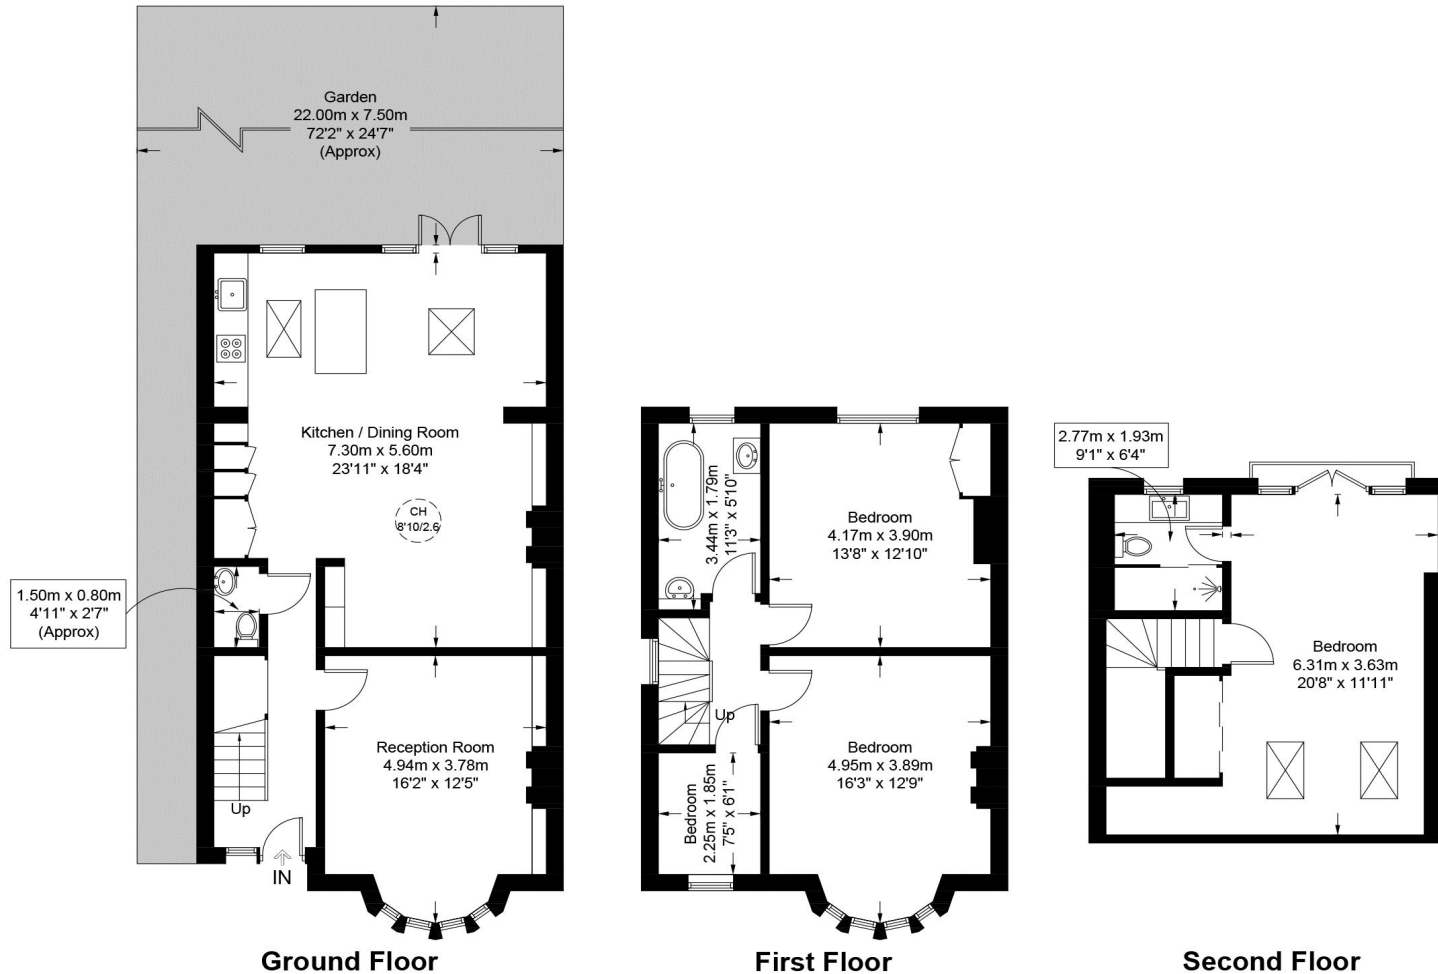 Garden
22.00m x 7.50m
72'2" x 24'7"
(Approx)
Kitchen / Dining Room
7.30m x 5.60m
23'11" x 18'4"
CH
8'10/2.6
1.50m x 0.80m
4'11" x 2'7"
(Approx)
Reception Room
4.94m x 3.78m
16'2" x 12'5"
Up
IN
Ground Floor
3.44m x 1.79m
11'3" x 5'10"
Bedroom
4.17m x 3.90m
13'8" x 12'10"
Up
Bedroom
2.25m x 1.85m
7'5" x 6'1"
Bedroom
4.95m x 3.89m
16'3" x 12'9"
First Floor
2.77m x 1.93m
9'1" x 6'4"
Bedroom
6.31m x 3.63m
20'8" x 11'11"
Second Floor